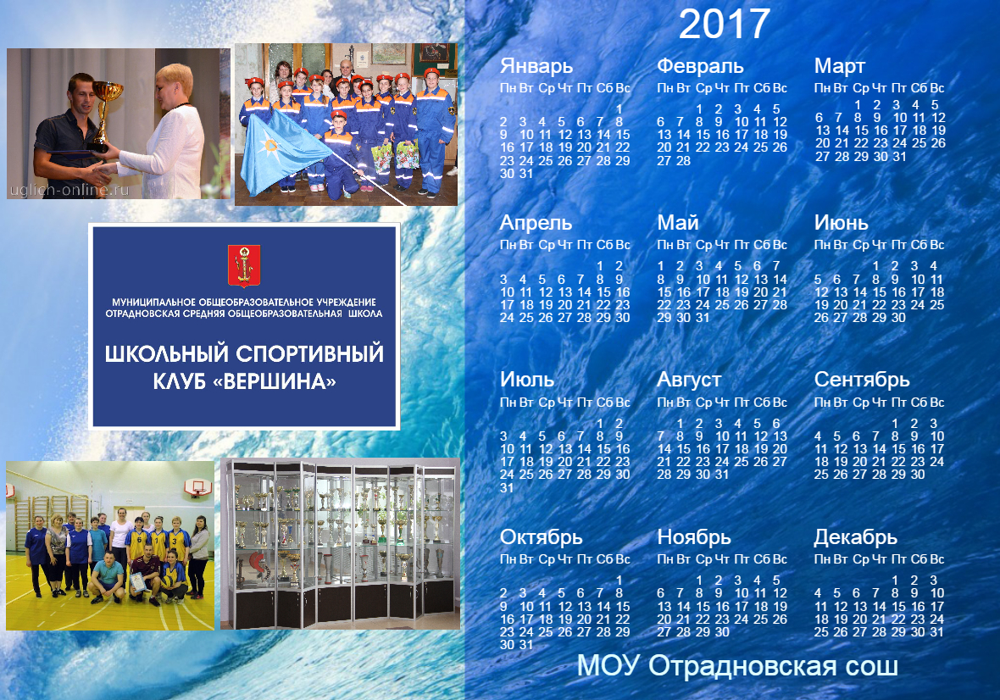 uglich-online.ru
МУНИЦИПАЛЬНОЕ ОБЩЕОБРАЗОВАТЕЛЬНОЕ УЧРЕЖДЕНИЕ
ОТРАДНОВСКАЯ СРЕДНЯЯ ОБЩЕОБРАЗОВАТЕЛЬНАЯ ШКОЛА
ШКОЛЬНЫЙ СПОРТИВНЫЙ
КЛУБ «ВЕРШИНА»
6 1 3
2017
Январь
Пн Вт Ср Чт Пт Сб Вс
1
2 3 4 5 6 7 8
9 10 11 12 13 14 15
16 17 18 19 20 21 22
23 24 25 26 27 28 29
30 31
Февраль
Пн Вт Ср Чт Пт Сб Вс
1 2 3 4 5
6 7 8 9 10 11 12
13 14 15 16 17 18 19
20 21 22 23 24 25 26
27 28
Март
Пн Вт Ср Чт Пт Сб Вс
1 2 3 4 5
6 7 8 9 10 11 12
13 14 15 16 17 18 19
20 21 22 23 24 25 26
27 28 29 30 31
Апрель
Пн Вт Ср Чт Пт Сб Вс
1 2
3 4 5 6 7 8 9
10 11 12 13 14 15 16
17 18 19 20 21 22 23
24 25 26 27 28 29 30
Май
Пн Вт Ср Чт Пт Сб Вс
1 2 3 4 5 6 7
8 9 10 11 12 13 14
15 16 17 18 19 20 21
22 23 24 25 26 27 28
29 30 31
Июнь
Пн Вт Ср Чт Пт Сб Вс
1 2 3 4
5 6 7 8 9 10 11
12 13 14 15 16 17 18
19 20 21 22 23 24 25
26 27 28 29 30
Июль
Пн Вт Ср Чт Пт Сб Вс
1 2
3 4 5 6 7 8 9
10 11 12 13 14 15 16
17 18 19 20 21 22 23
24 25 26 27 28 29 30
31
Август
Пн Вт Ср Чт Пт Сб Вс
1 2 3 4 5 6
7 8 9 10 11 12 13
14 15 16 17 18 19 20
21 22 23 24 25 26 27
28 29 30 31
Сентябрь
Пн Вт Ср Чт Пт Сб Вс
1 2 3
4 5 6 7 8 9 10
11 12 13 14 15 16 17
18 19 20 21 22 23 24
25 26 27 28 29 30
Октябрь
Пн Вт Ср Чт Пт Сб Вс
1
2 3 4 5 6 7 8
9 10 11 12 13 14 15
16 17 18 19 20 21 22
23 24 25 26 27 28 29
30 31
Ноябрь
Пн Вт Ср Чт Пт Сб Вс
1 2 3 4 5
6 7 8 9 10 11 12
13 14 15 16 17 18 19
20 21 22 23 24 25 26
27 28 29 30
Декабрь
Пн Вт Ср Чт Пт Сб Вс
1 2 3
4 5 6 7 8 9 10
11 12 13 14 15 16 17
18 19 20 21 22 23 24
25 26 27 28 29 30 31
МОУ Отрадновская сош